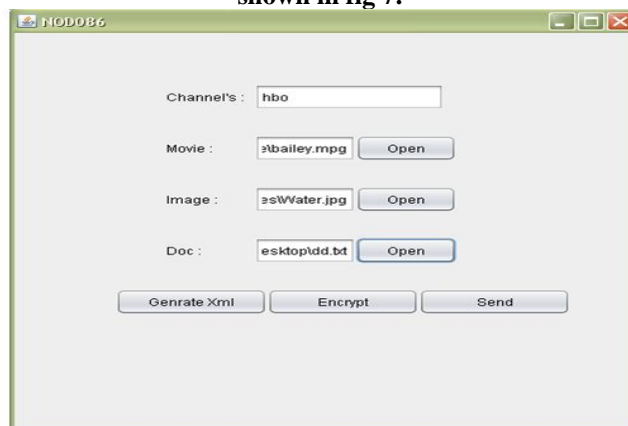 shown in fig 7.
NOD086
Channel's : hbo
Movie : e\bailey.mpg Open
Image : es\Water.jpg Open
Doc : esktop\dd.txt Open
Genrate Xml Encrypt Send